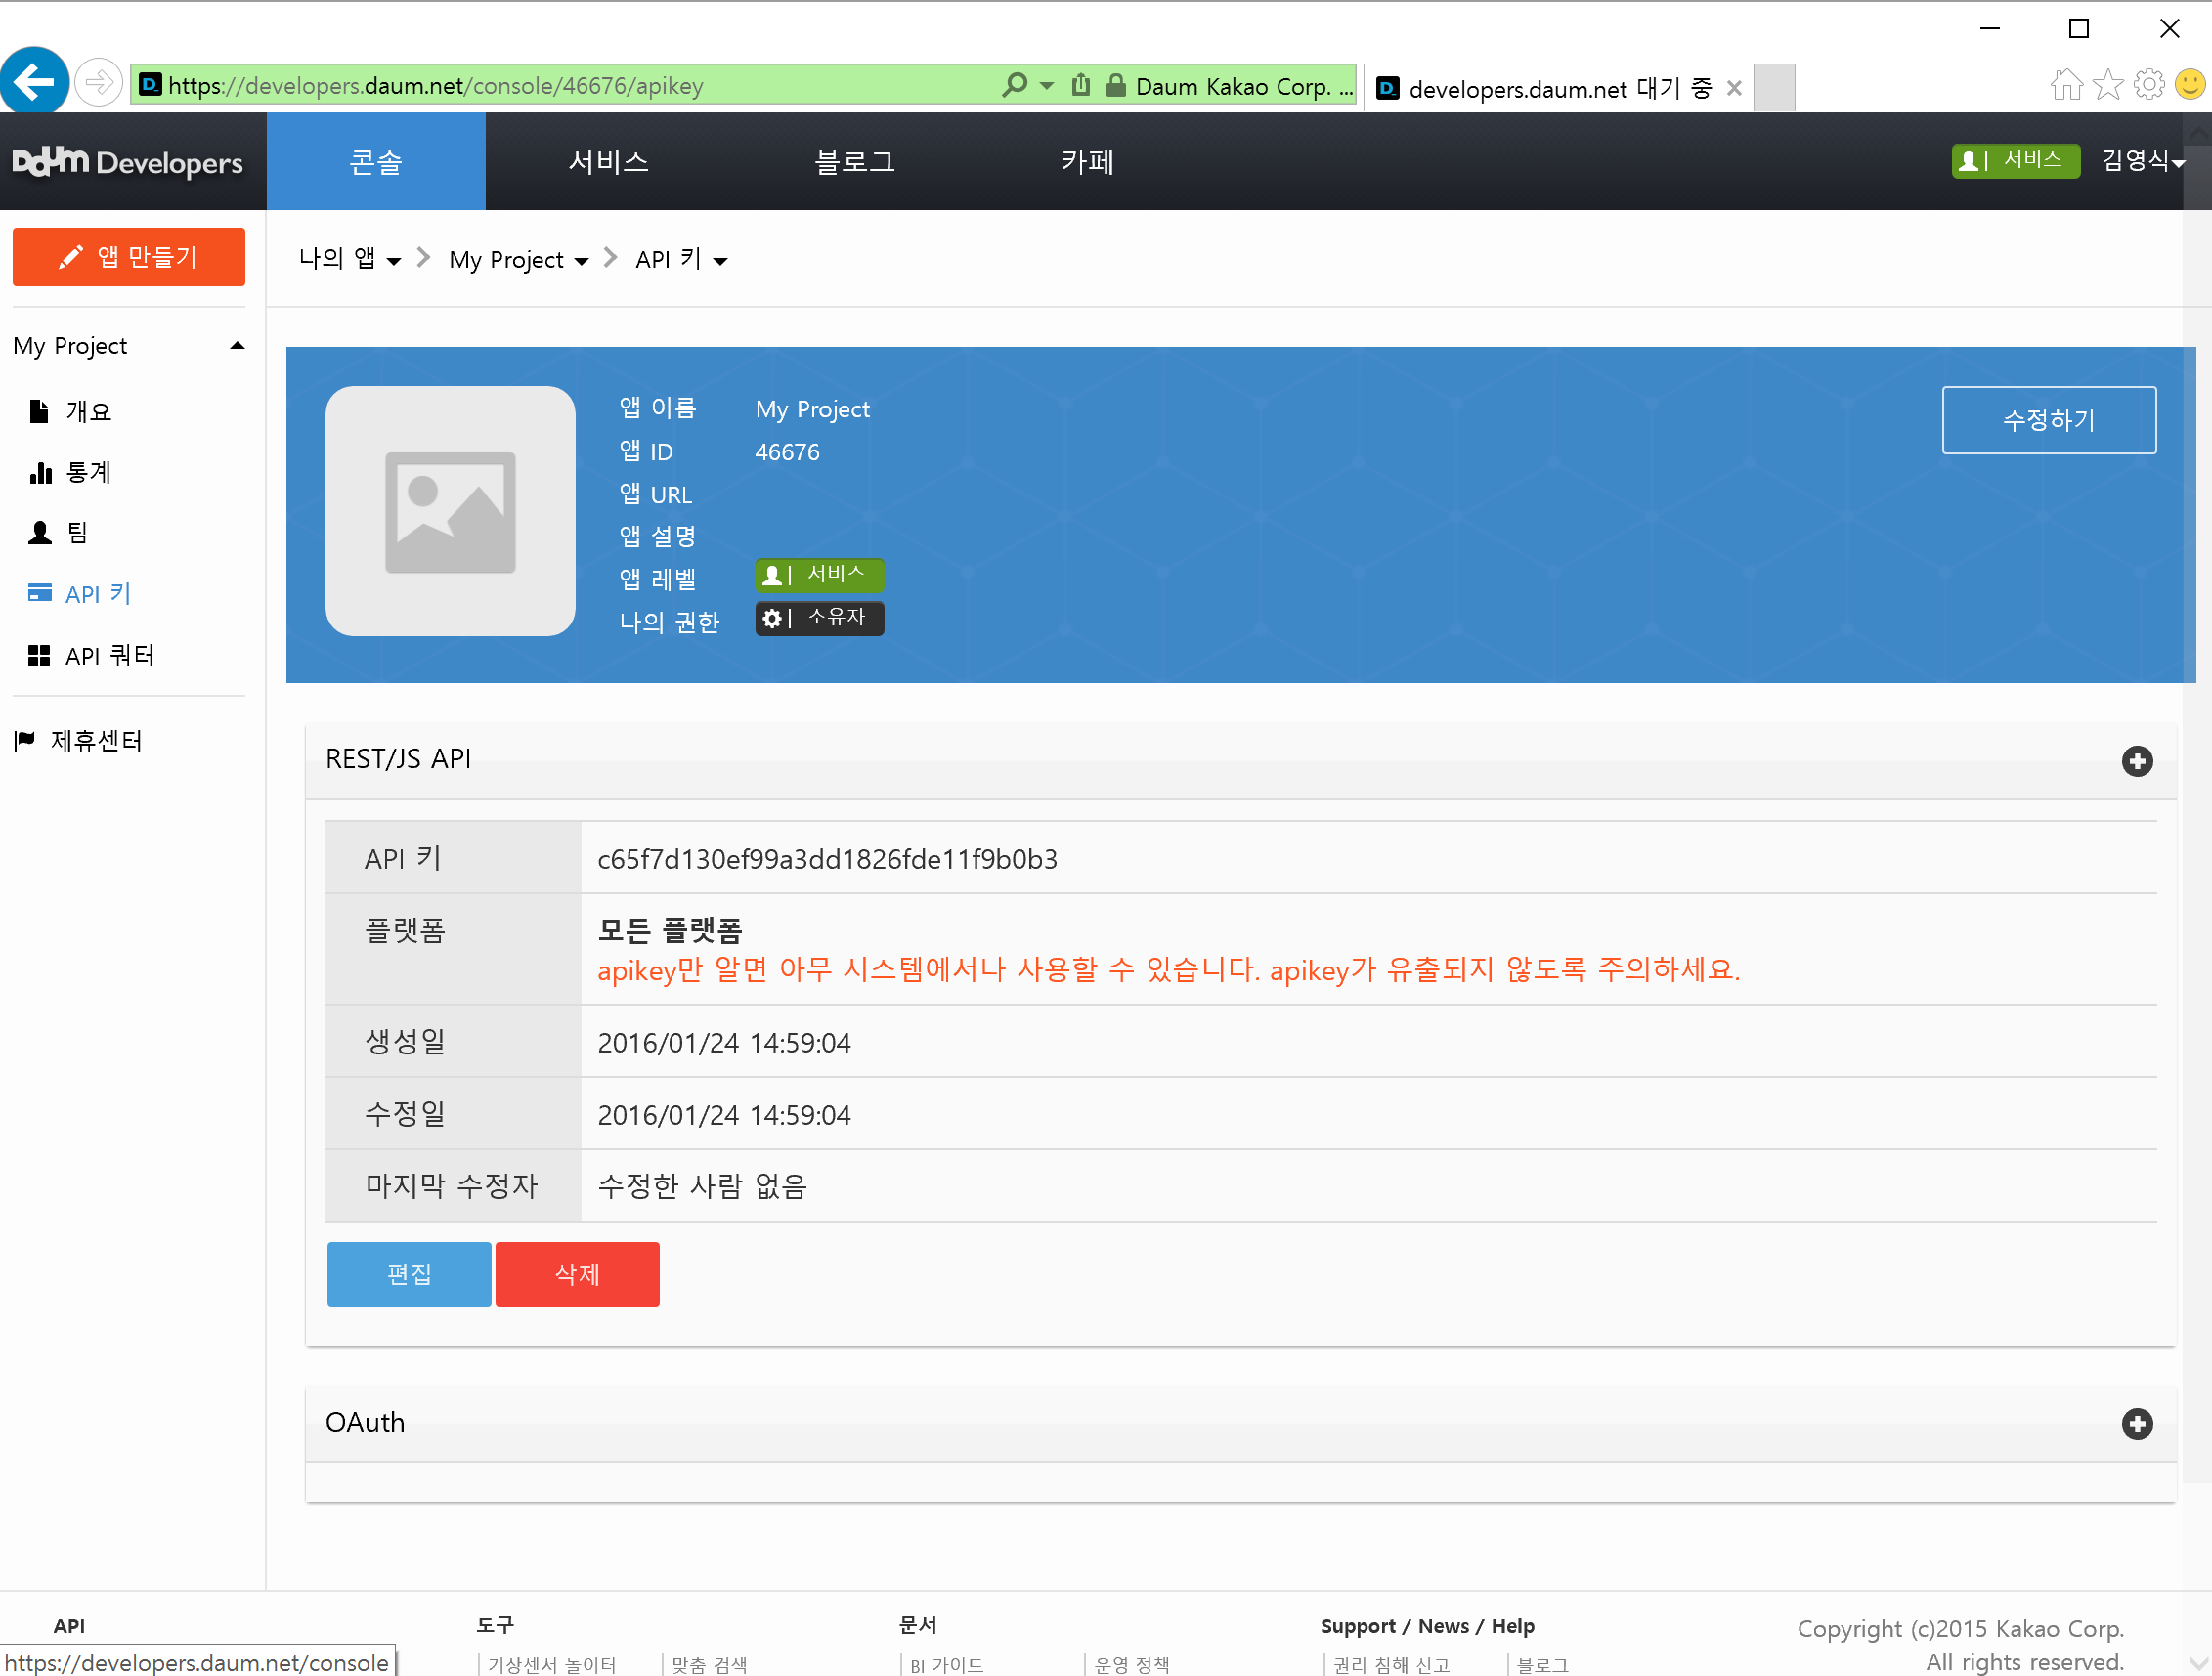 https://developers.daum.net/console/46676/apikey
Daum Kakao Corp. ...
developers.daum.net 대기 중
Daum Developers
콘솔
서비스
블로그
카페
서비스
김영식
앱 만들기
나의 앱
My Project
API 키
My Project
개요
통계
팀
API 키
API 쿼터
제휴센터
앱 이름 My Project
앱 ID 46676
앱 URL
앱 설명
앱 레벨 서비스
나의 권한 소유자
수정하기
REST/JS API
API 키 c65f7d130ef99a3dd1826fde11f9b0b3
플랫폼 모든 플랫폼
apikey만 알면 아무 시스템에서나 사용할 수 있습니다. apikey가 유출되지 않도록 주의하세요.
생성일 2016/01/24 14:59:04
수정일 2016/01/24 14:59:04
마지막 수정자 수정한 사람 없음
편집 삭제
OAuth
API
도구
문서
Support / News / Help
Copyright (c)2015 Kakao Corp.
https://developers.daum.net/console
기상센서 놀이터
맞춤 검색
BI 가이드
운영 정책
권리 침해 신고
블로그
All rights reserved.